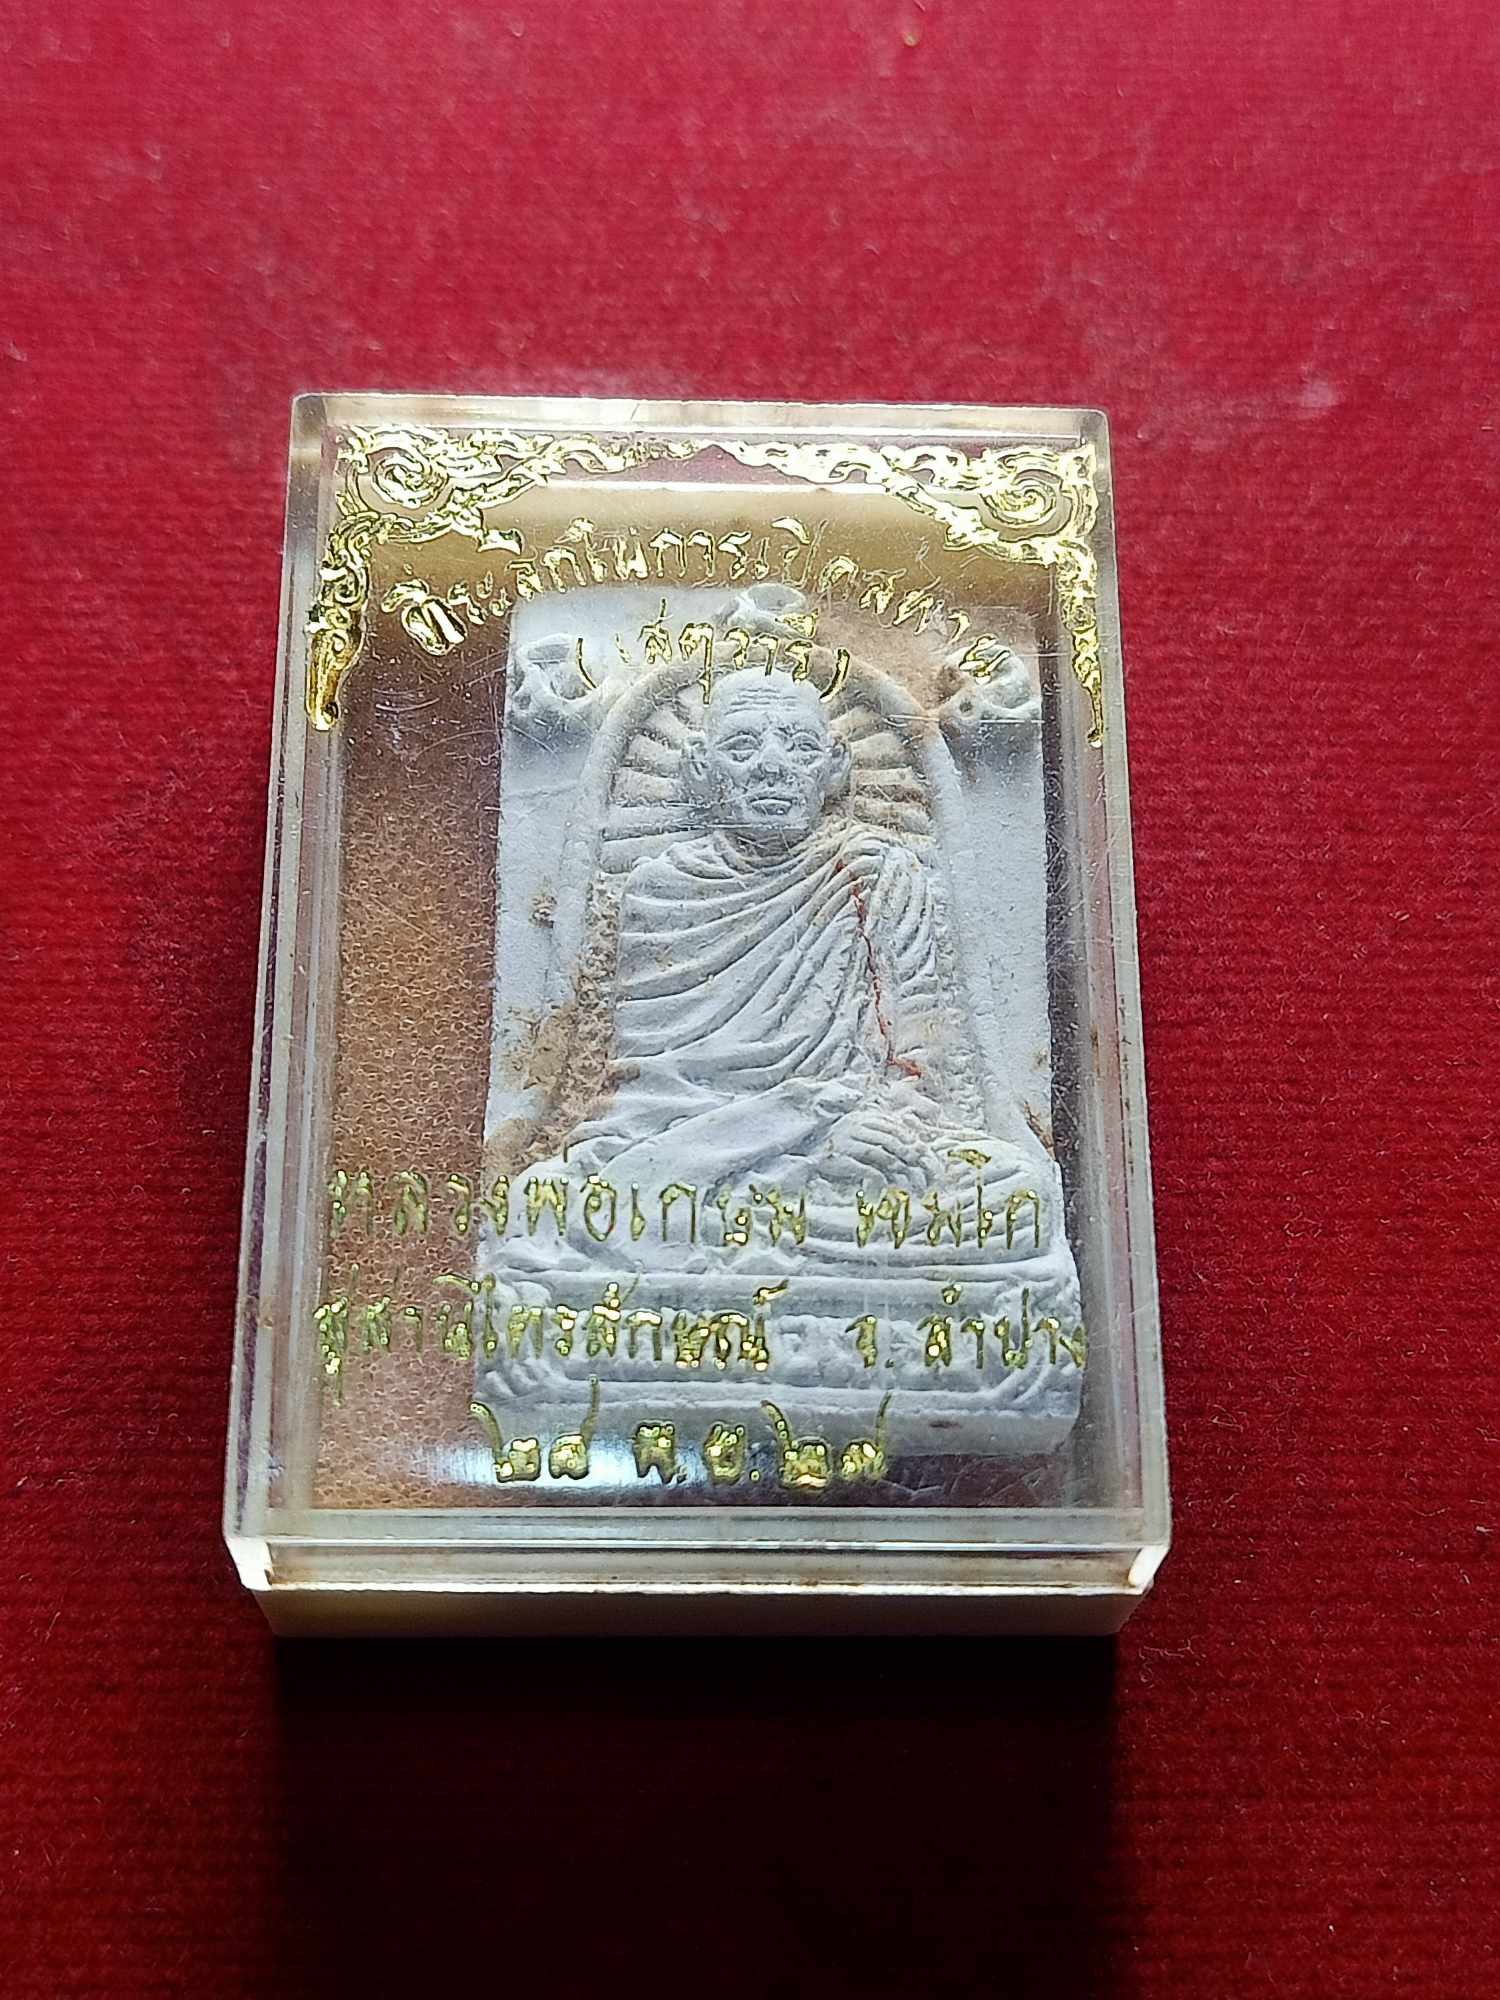 ที่ระลึกในการเปิดสหาย
(เสตุวารี)
หลวงพ่อเกษม เขมโก
สุสานไตรลักษณ์ จ.ลำปาง
๒๘ พ.ย.๒๗